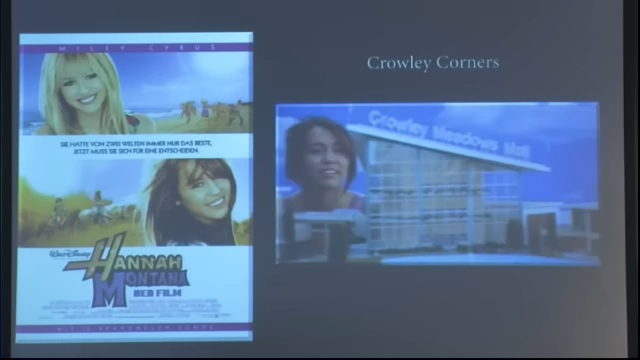 MILEY CYRUS
SIE HATTE VON ZWEI WELTEN IMMER NUR DAS BESTE,
JETZT MUSS SIE SICH FÜR EINE ENTSCHEIDEN.
WALT DISNEY
HANNAH
MONTANA
DER FILM
Crowley Corners
Crowley Meadows Mall